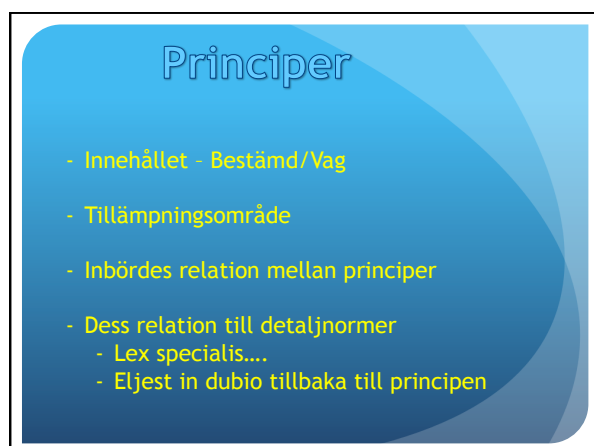 Principer
- Innehållet – Bestämd/Vag
- Tillämpningsområde
- Inbördes relation mellan principer
- Dess relation till detaljnormer
- Lex specialis….
- Eljest in dubio tillbaka till principen